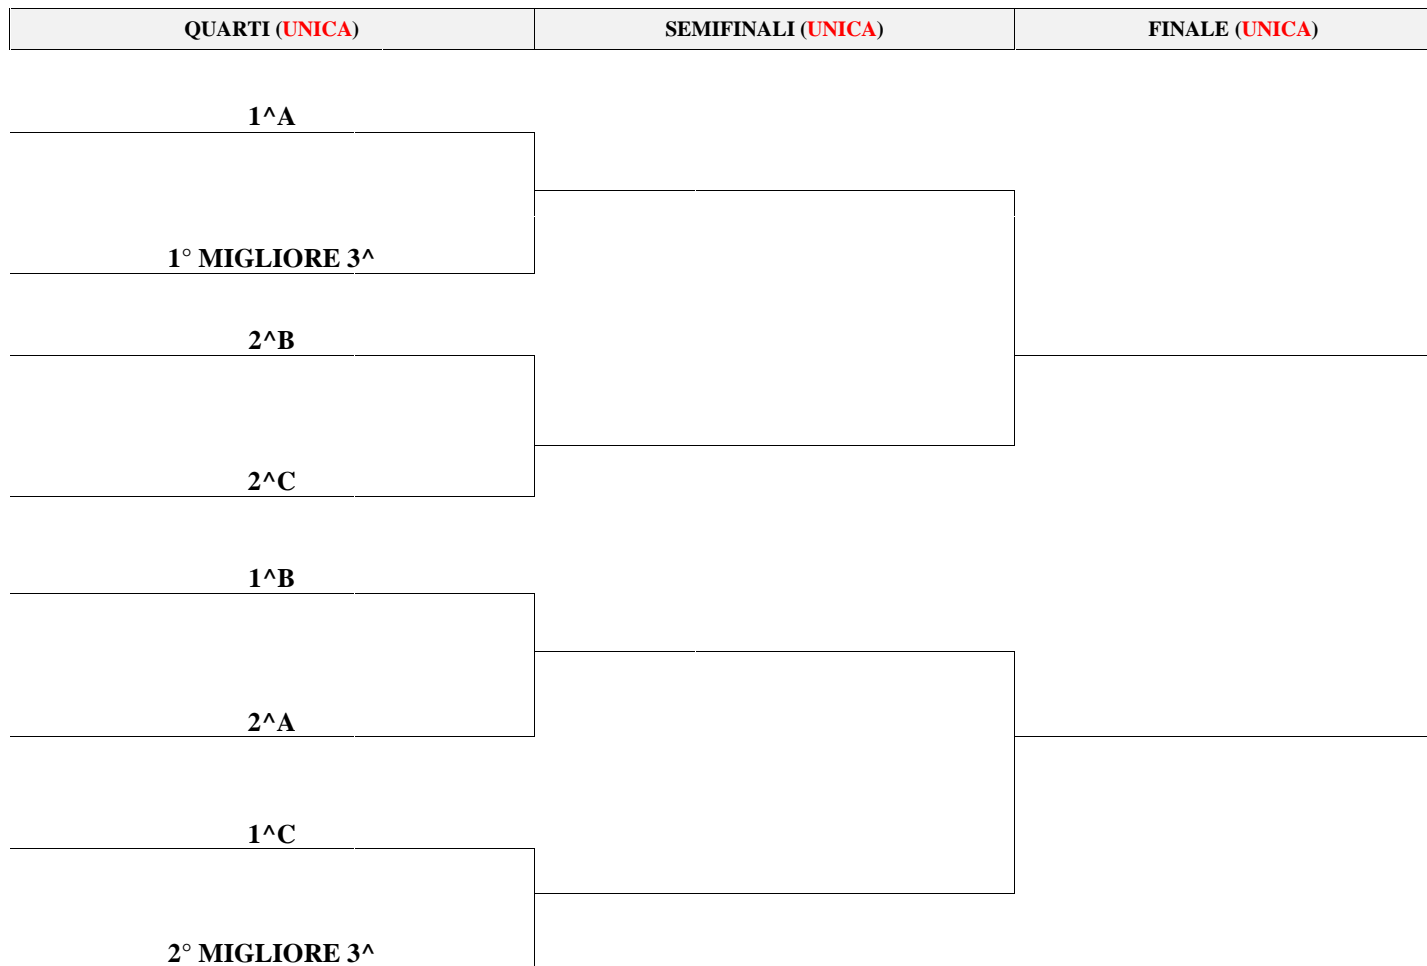 QUARTI (UNICA) SEMIFINALI (UNICA) FINALE (UNICA)
1^A
1° MIGLIORE 3^
2^B
2^C
1^B
2^A
1^C
2° MIGLIORE 3^